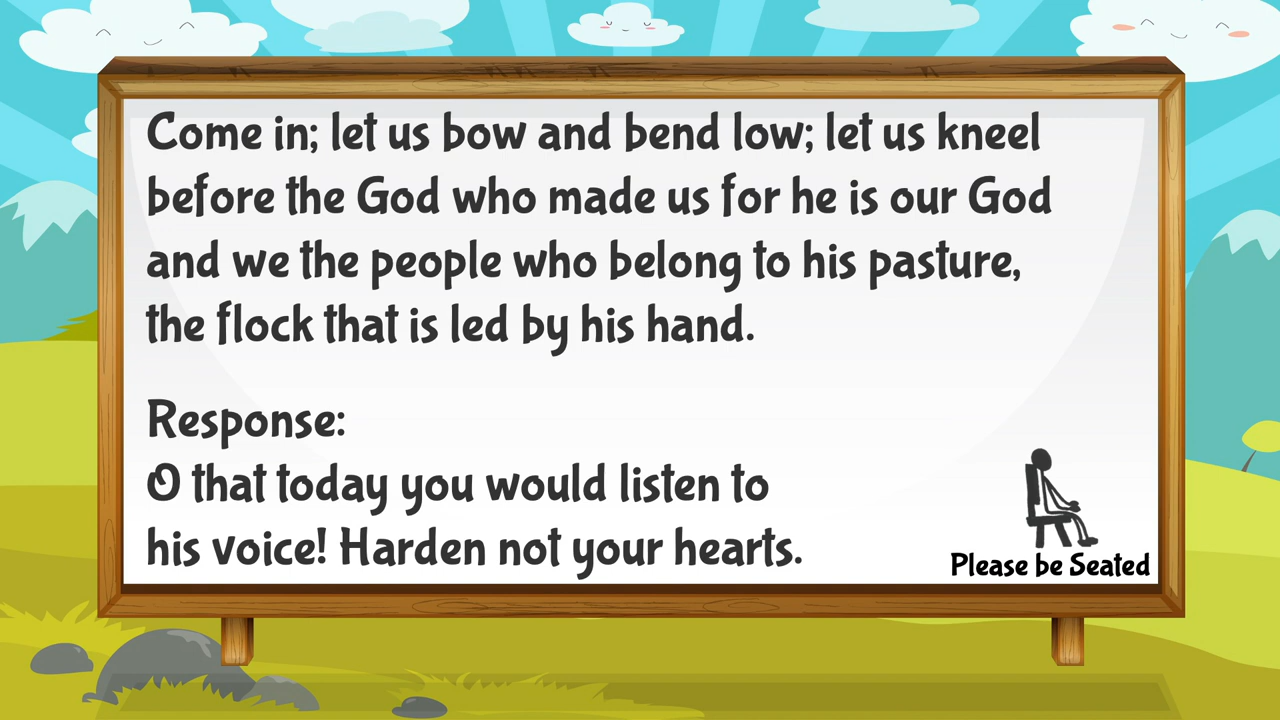 Come in; let us bow and bend low; let us kneel
before the God who made us for he is our God
and we the people who belong to his pasture,
the flock that is led by his hand.
Response:
O that today you would listen to
his voice! Harden not your hearts.
Please be Seated